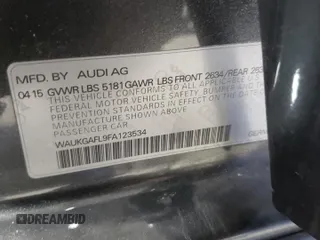 MFD. BY AUDI AG
04 15 GVWR LBS 5181 GAWR LBS FRONT 2634/REAR
THIS VEHICLE CONFORMS TO ALL APPLICABLE
FEDERAL MOTOR VEHICLE SAFETY, BUMPER AND
THEFT PREVENTION STANDARDS IN EFFECT ON THE
DATE OF MANUFACTURE SHOWN ABOVE.
PASSENGER CAR
WAUKGAFL9FA123534
DREAMBID